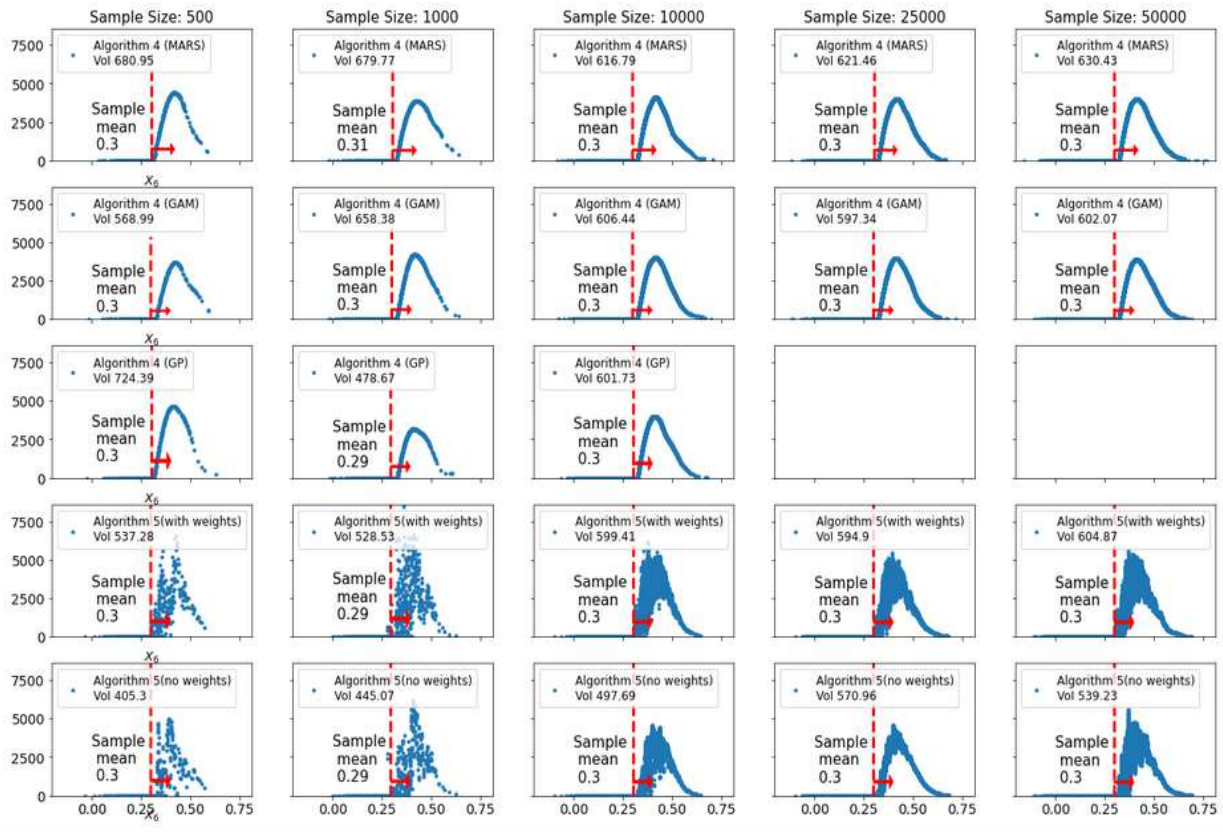 Sample Size: 500
Sample Size: 1000
Sample Size: 10000
Sample Size: 25000
Sample Size: 50000
7500
5000
2500
0
Algorithm 4 (MARS)
Vol 680.95
Sample
mean
0.3
X6
Algorithm 4 (MARS)
Vol 679.77
Sample
mean
0.31
Algorithm 4 (MARS)
Vol 616.79
Sample
mean
0.3
Algorithm 4 (MARS)
Vol 621.46
Sample
mean
0.3
Algorithm 4 (MARS)
Vol 630.43
Sample
mean
0.3
7500
5000
2500
0
Algorithm 4 (GAM)
Vol 568.99
Sample
mean
0.3
X6
Algorithm 4 (GAM)
Vol 658.38
Sample
mean
0.3
Algorithm 4 (GAM)
Vol 606.44
Sample
mean
0.3
Algorithm 4 (GAM)
Vol 597.34
Sample
mean
0.3
Algorithm 4 (GAM)
Vol 602.07
Sample
mean
0.3
7500
5000
2500
0
Algorithm 4 (GP)
Vol 724.39
Sample
mean
0.3
X6
Algorithm 4 (GP)
Vol 478.67
Sample
mean
0.29
Algorithm 4 (GP)
Vol 601.73
Sample
mean
0.3
7500
5000
2500
0
Algorithm 5(with weights)
Vol 537.28
Sample
mean
0.3
X6
Algorithm 5(with weights)
Vol 528.53
Sample
mean
0.29
Algorithm 5(with weights)
Vol 599.41
Sample
mean
0.3
Algorithm 5(with weights)
Vol 594.9
Sample
mean
0.3
Algorithm 5(with weights)
Vol 604.87
Sample
mean
0.3
7500
5000
2500
0
Algorithm 5(no weights)
Vol 405.3
Sample
mean
0.3
Algorithm 5(no weights)
Vol 445.07
Sample
mean
0.29
Algorithm 5(no weights)
Vol 497.69
Sample
mean
0.3
Algorithm 5(no weights)
Vol 570.96
Sample
mean
0.3
Algorithm 5(no weights)
Vol 539.23
Sample
mean
0.3
0.00 0.25 0.50 0.75
0.00 0.25 0.50 0.75
0.00 0.25 0.50 0.75
0.00 0.25 0.50 0.75
0.00 0.25 0.50 0.75
X6